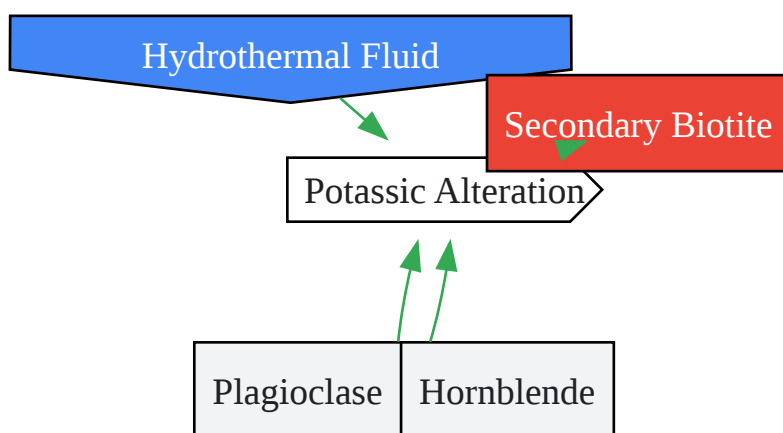 Hydrothermal Fluid
Secondary Biotite
Potassic Alteration
Plagioclase
Hornblende